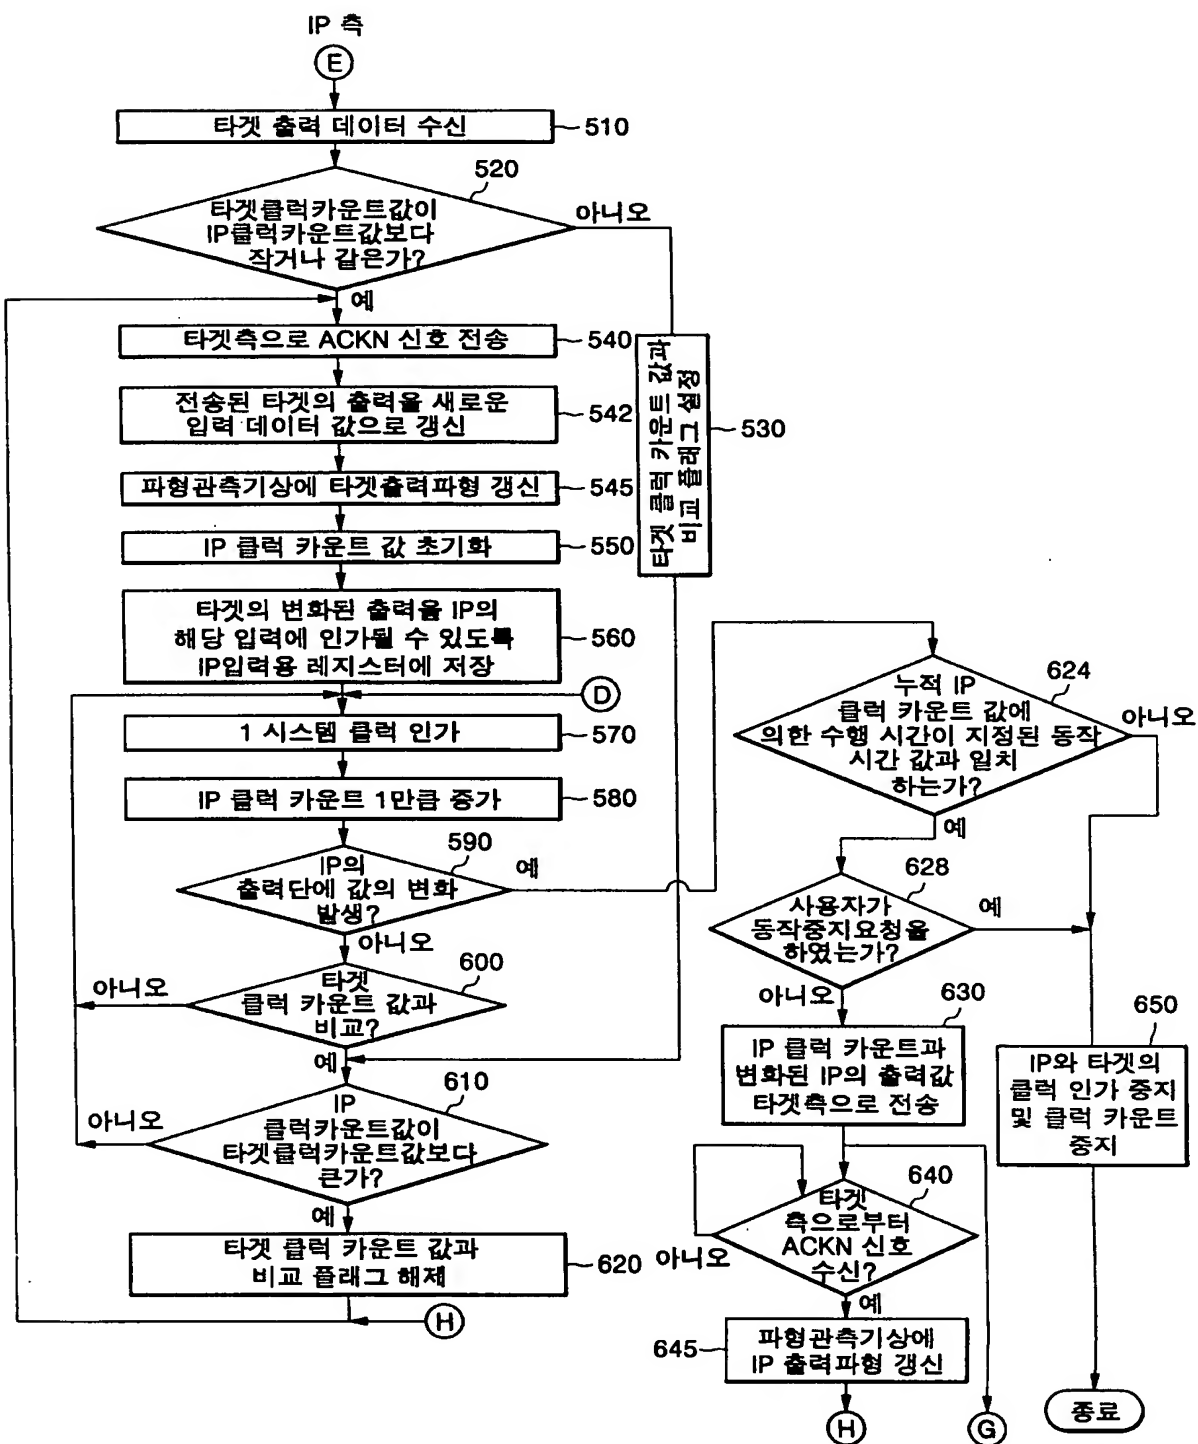 IP 측
E
타겟 출력 데이터 수신
510
520
타겟클럭카운트값이
IP클럭카운트값보다
작거나 같은가?
아니오
예
타겟측으로 ACKN 신호 전송
540
타겟 클럭 카운트 값과
비교 플래그 설정
530
전송된 타겟의 출력을 새로운
입력 데이터 값으로 갱신
542
파형관측기상에 타겟출력파형 갱신
545
IP 클럭 카운트 값 초기화
550
타겟의 변화된 출력을 IP의
해당 입력에 인가될 수 있도록
IP입력용 레지스터에 저장
560
D
1 시스템 클럭 인가
570
IP 클럭 카운트 1만큼 증가
580
590
IP의
출력단에 값의 변화
발생?
예
아니오
600
타겟
클럭 카운트 값과
비교?
아니오
예
610
IP
클럭카운트값이
타겟클럭카운트값보다
큰가?
아니오
예
타겟 클럭 카운트 값과
비교 플래그 해제
620
H
624
누적 IP
클럭 카운트 값에
의한 수행 시간이 지정된 동작
시간 값과 일치
하는가?
아니오
예
628
사용자가
동작중지요청을
하였는가?
예
아니오
630
IP 클럭 카운트과
변화된 IP의 출력값
타겟측으로 전송
650
IP와 타겟의
클럭 인가 중지
및 클럭 카운트
중지
640
타겟
측으로부터
ACKN 신호
수신?
아니오
예
645
파형관측기상에
IP 출력파형 갱신
H
G
종료